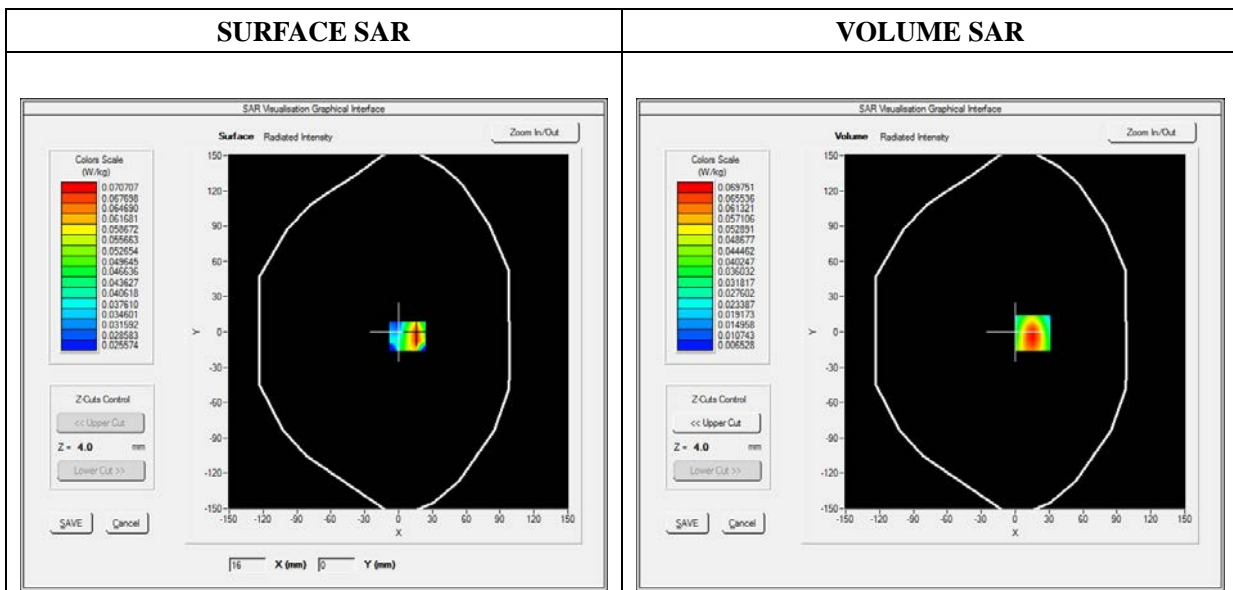 SURFACE SAR
VOLUME SAR
SAR Visualisation Graphical Interface
Surface Radiated Intensity
Zoom In/Out
Colors Scale
(W/kg)
0.070707
0.067698
0.064690
0.061681
0.058672
0.055663
0.052654
0.049645
0.046636
0.043627
0.040618
0.037610
0.034601
0.031592
0.028583
0.025574
Z-Cuts Control
<< Upper Cut
Z = 4.0 mm
Lower Cut >>
SAVE Cancel
150
120
90
60
30
0
-30
-60
-90
-120
-150
Y
-150 -120 -90 -60 -30 0 30 60 90 120 150
X
16 X (mm) 0 Y (mm)
SAR Visualisation Graphical Interface
Volume Radiated Intensity
Zoom In/Out
Colors Scale
(W/kg)
0.069751
0.065536
0.061321
0.057106
0.052891
0.048677
0.044462
0.040247
0.036032
0.031817
0.027602
0.023387
0.019173
0.014958
0.010743
0.006528
Z-Cuts Control
<< Upper Cut
Z = 4.0 mm
Lower Cut >>
SAVE Cancel
150
120
90
60
30
0
-30
-60
-90
-120
-150
Y
-150 -120 -90 -60 -30 0 30 60 90 120 150
X